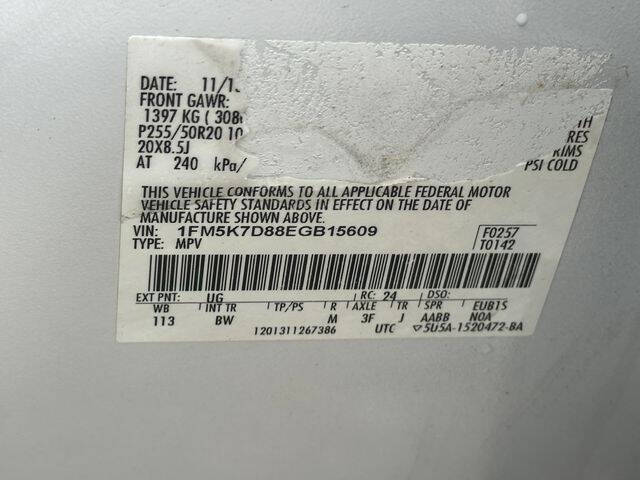 DATE: 11/13
FRONT GAWR:
1397 KG ( 308
P255/50R20 10 TH
20X8.5J RES
RIMS
AT 240 kPa/ PSI COLD
THIS VEHICLE CONFORMS TO ALL APPLICABLE FEDERAL MOTOR
VEHICLE SAFETY STANDARDS IN EFFECT ON THE DATE OF
MANUFACTURE SHOWN ABOVE.
VIN: 1FM5K7D88EGB15609 F0257
TYPE: MPV T0142
EXT PNT: UG RC: 24 DSO:
WB INT TR TP/PS R AXLE TR SPR EUB1S
113 BW M 3F J AABB NOA
1201311267386 UTC ▽5U5A-1520472-BA